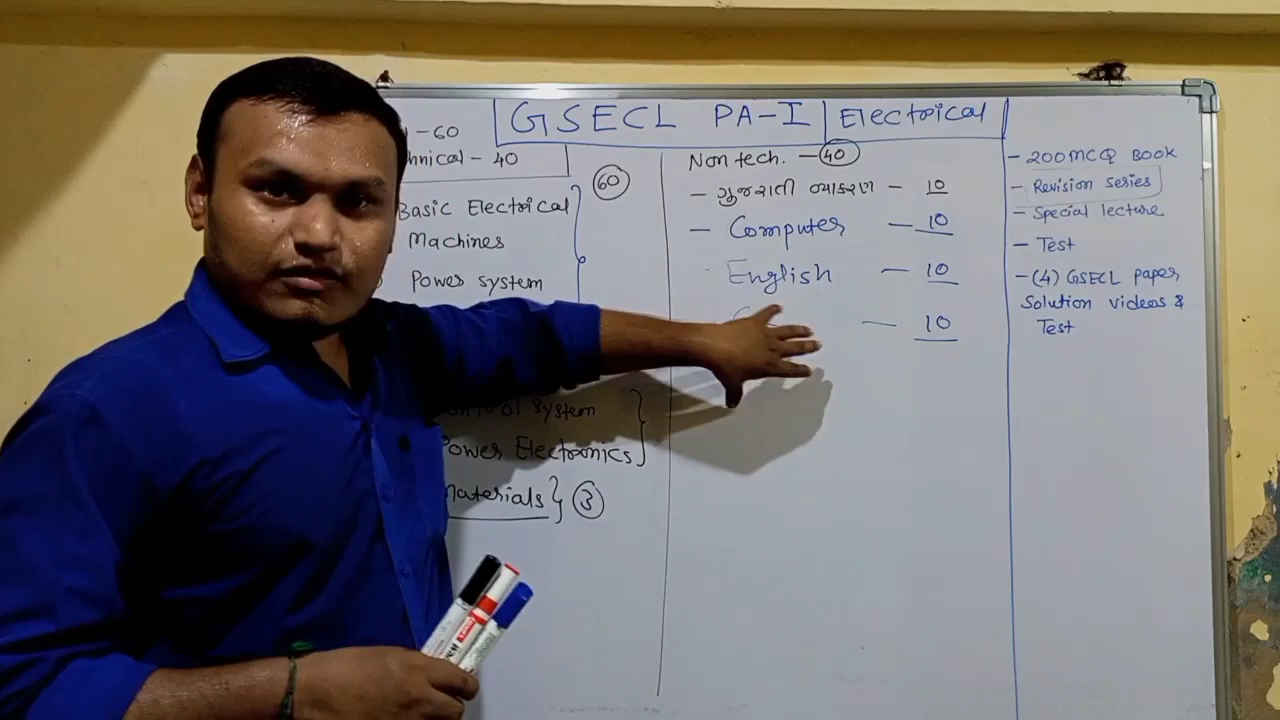 GSECL PA-I Electrical
-60
hnical - 40
60
Basic Electrical
Machines
Power system
System
Power Electronics
Materials } 3
Non tech. - 40
- ગુજરાતી વ્યાકરણ - 10
- Computer - 10
English - 10
- 10
- 200 MCQ BOOK
- Revision series
- Special lecture
- Test
- (4) GSECL paper
Solution videos &
Test